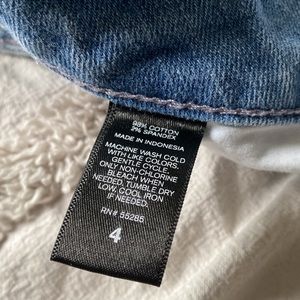 98% COTTON
2% SPANDEX
MADE IN INDONESIA
MACHINE WASH COLD
WITH LIKE COLORS,
GENTLE CYCLE.
ONLY NON-CHLORINE
BLEACH WHEN
NEEDED. TUMBLE DRY
LOW, COOL IRON
IF NEEDED.
RN# 55285
4